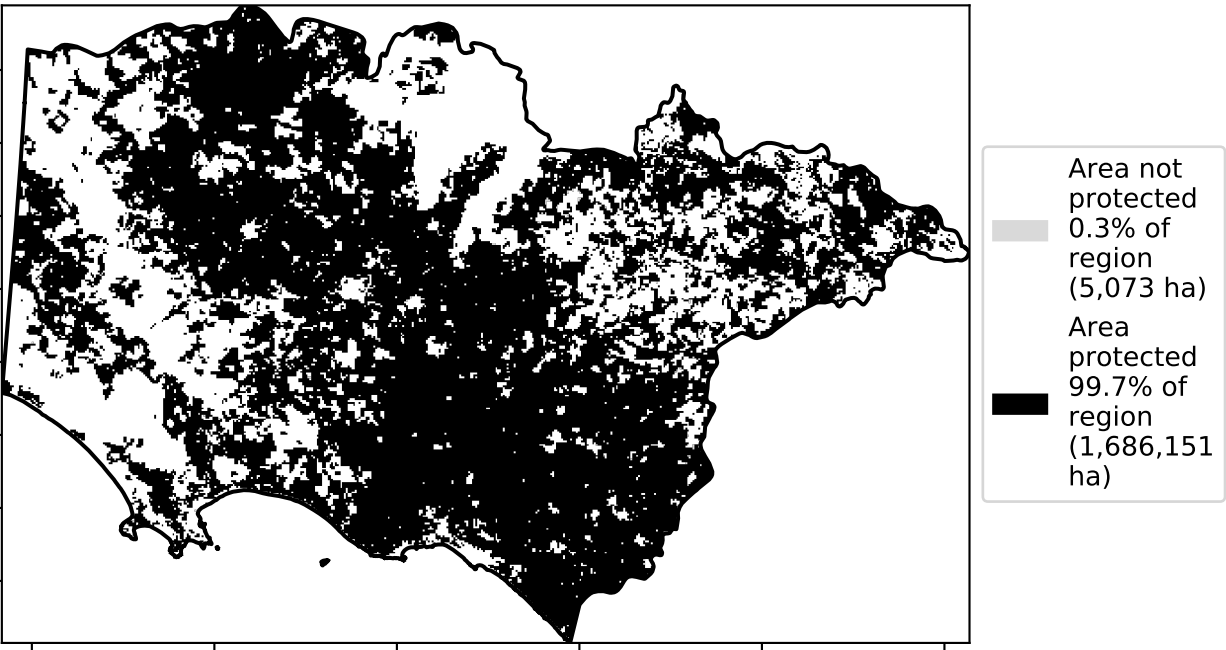 Area not
protected
0.3% of
region
(5,073 ha)
Area
protected
99.7% of
region
(1,686,151
ha)